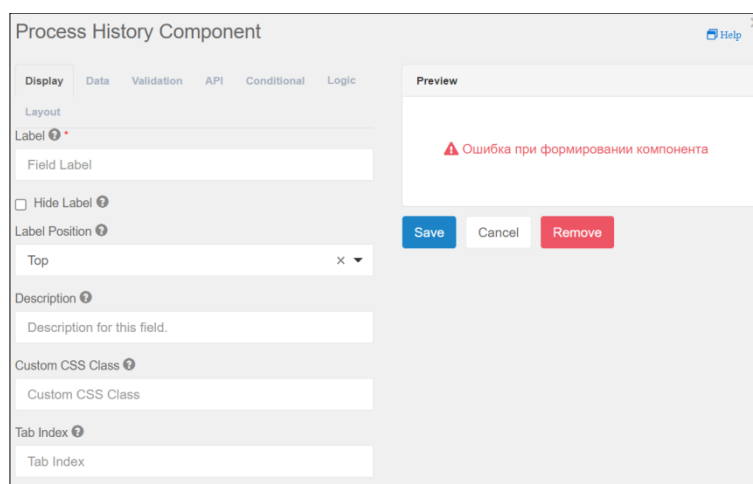 Process History Component
Help
Display Data Validation API Conditional Logic
Layout
Label *
Field Label
Hide Label
Label Position
Top
Description
Description for this field.
Custom CSS Class
Custom CSS Class
Tab Index
Tab Index
Preview
Ошибка при формировании компонента
Save Cancel Remove